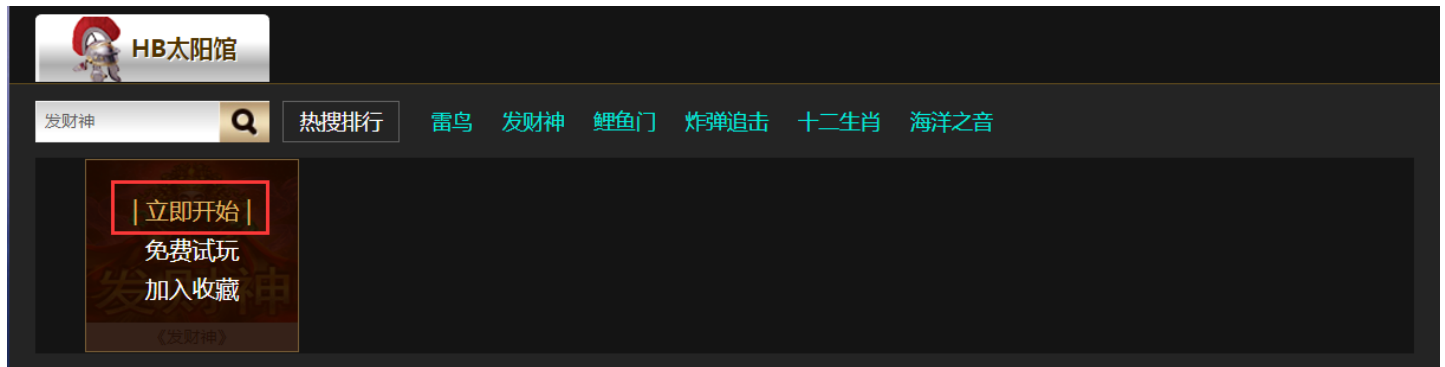 HB太阳馆
发财神 热搜排行 雷鸟 发财神 鲤鱼门 炸弹追击 十二生肖 海洋之音
| 立即开始 |
免费试玩
加入收藏
发财神
《发财神》